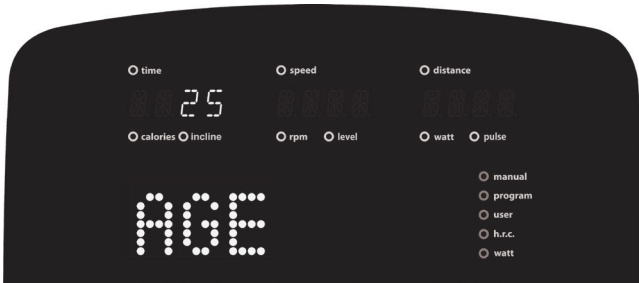 time speed distance
25
calories incline rpm level watt pulse
manual
program
user
h.r.c.
watt
AGE